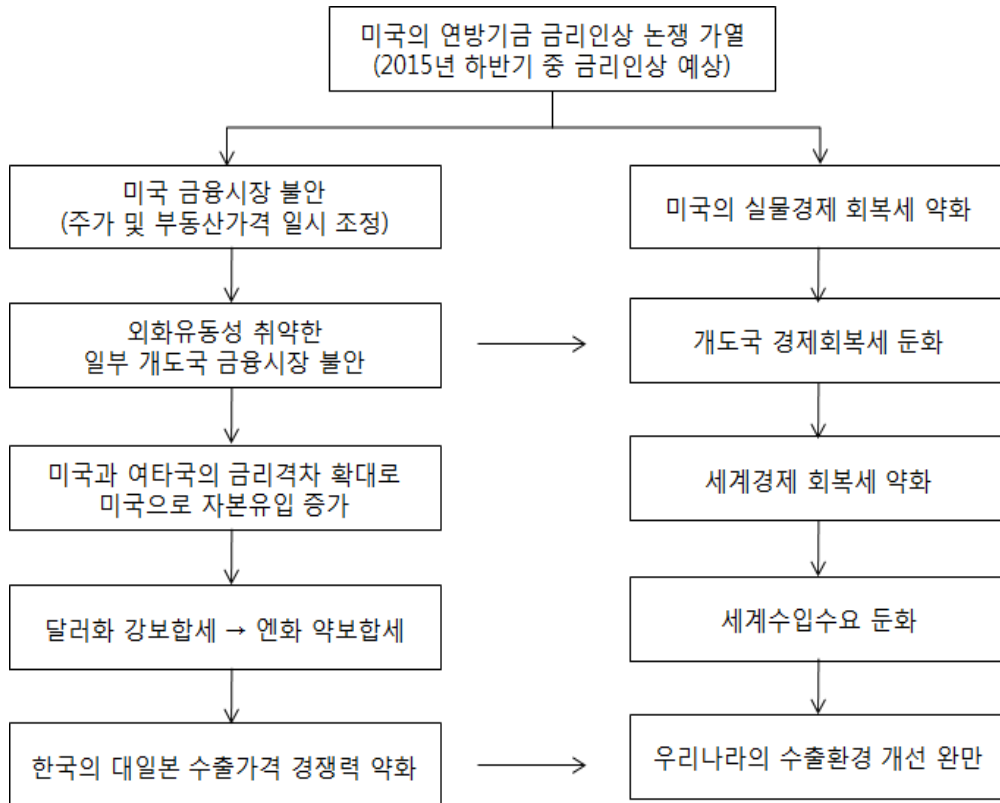 미국의 연방기금 금리인상 논쟁 가열
(2015년 하반기 중 금리인상 예상)
미국 금융시장 불안
(주가 및 부동산가격 일시 조정)
미국의 실물경제 회복세 약화
외화유동성 취약한
일부 개도국 금융시장 불안
개도국 경제회복세 둔화
미국과 여타국의 금리격차 확대로
미국으로 자본유입 증가
세계경제 회복세 약화
달러화 강보합세 → 엔화 약보합세
세계수입수요 둔화
한국의 대일본 수출가격 경쟁력 약화
우리나라의 수출환경 개선 완만